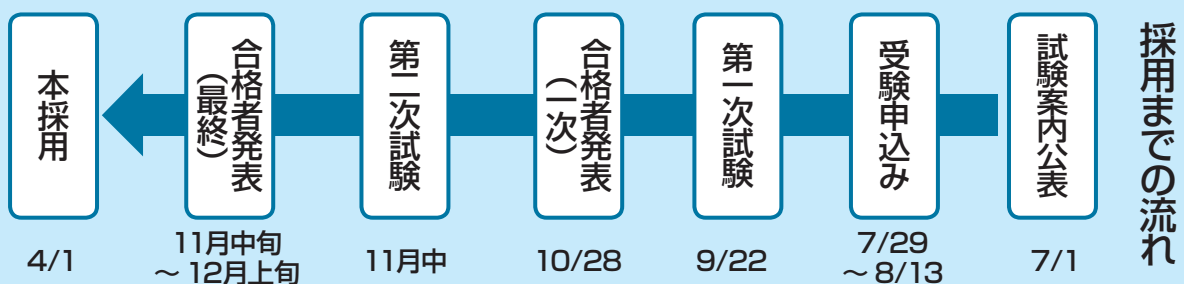 採用までの流れ
試験案内公表
7/1
受験申込み
7/29
～8/13
第一次試験
9/22
合格者発表
（一次）
10/28
第二次試験
11月中
合格者発表
（最終）
11月中旬
～12月上旬
本採用
4/1